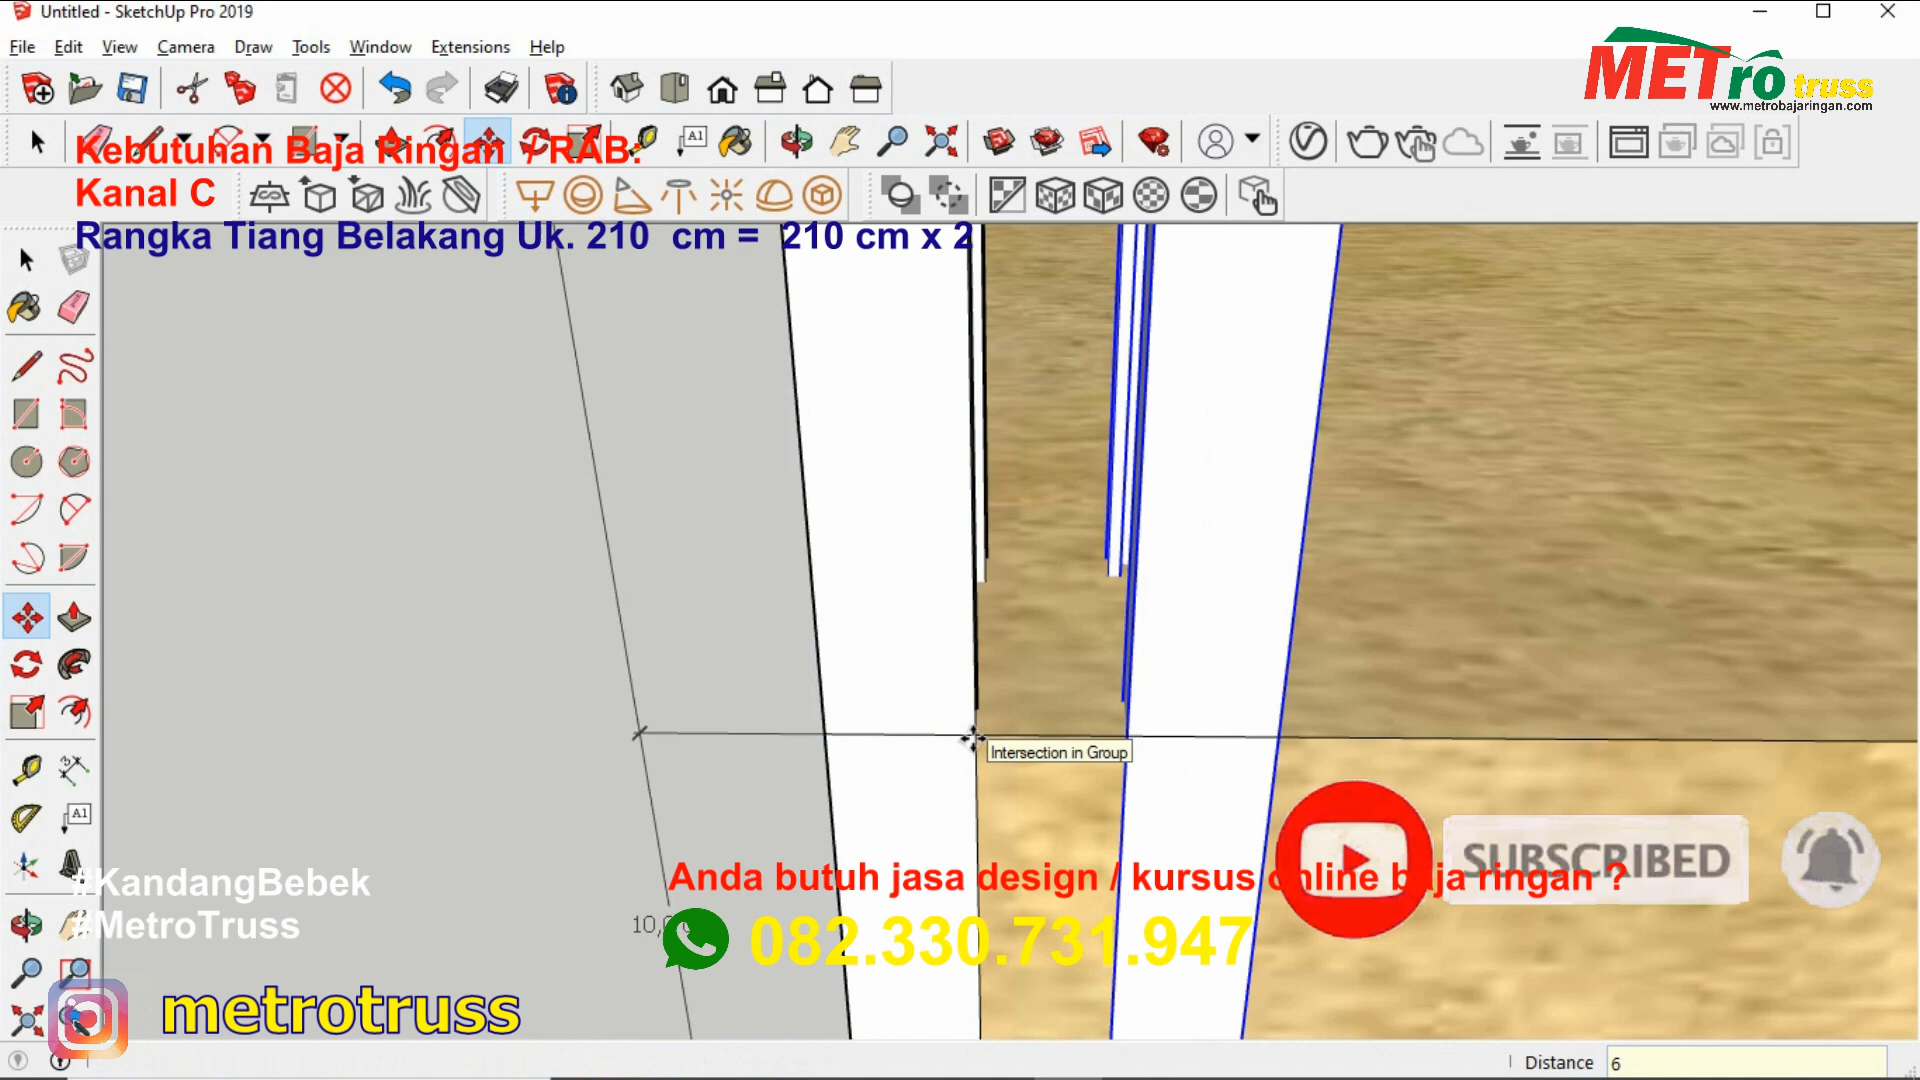 Untitled - SketchUp Pro 2019
File Edit View Camera Draw Tools Window Extensions Help
METro truss
www.metrobajaringan.com
Kebutuhan Baja Ringan / RAB:
Kanal C
Rangka Tiang Belakang Uk. 210 cm = 210 cm x 2
A1
A1
Intersection in Group
SUBSCRIBED
Anda butuh jasa design / kursus online baja ringan ?
#KandangBebek
#MetroTruss
082.330.731.947
metrotruss
Distance 6